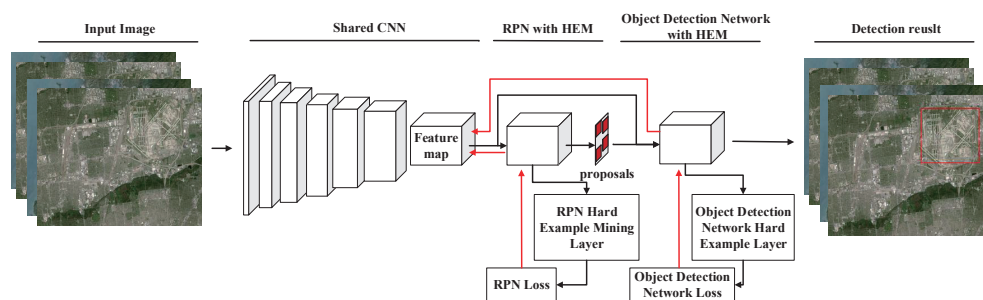 Input Image
Shared CNN
RPN with HEM
Object Detection Network
with HEM
Detection reuslt
Feature
map
proposals
RPN Hard
Example Mining
Layer
Object Detection
Network Hard
Example Layer
RPN Loss
Object Detection
Network Loss